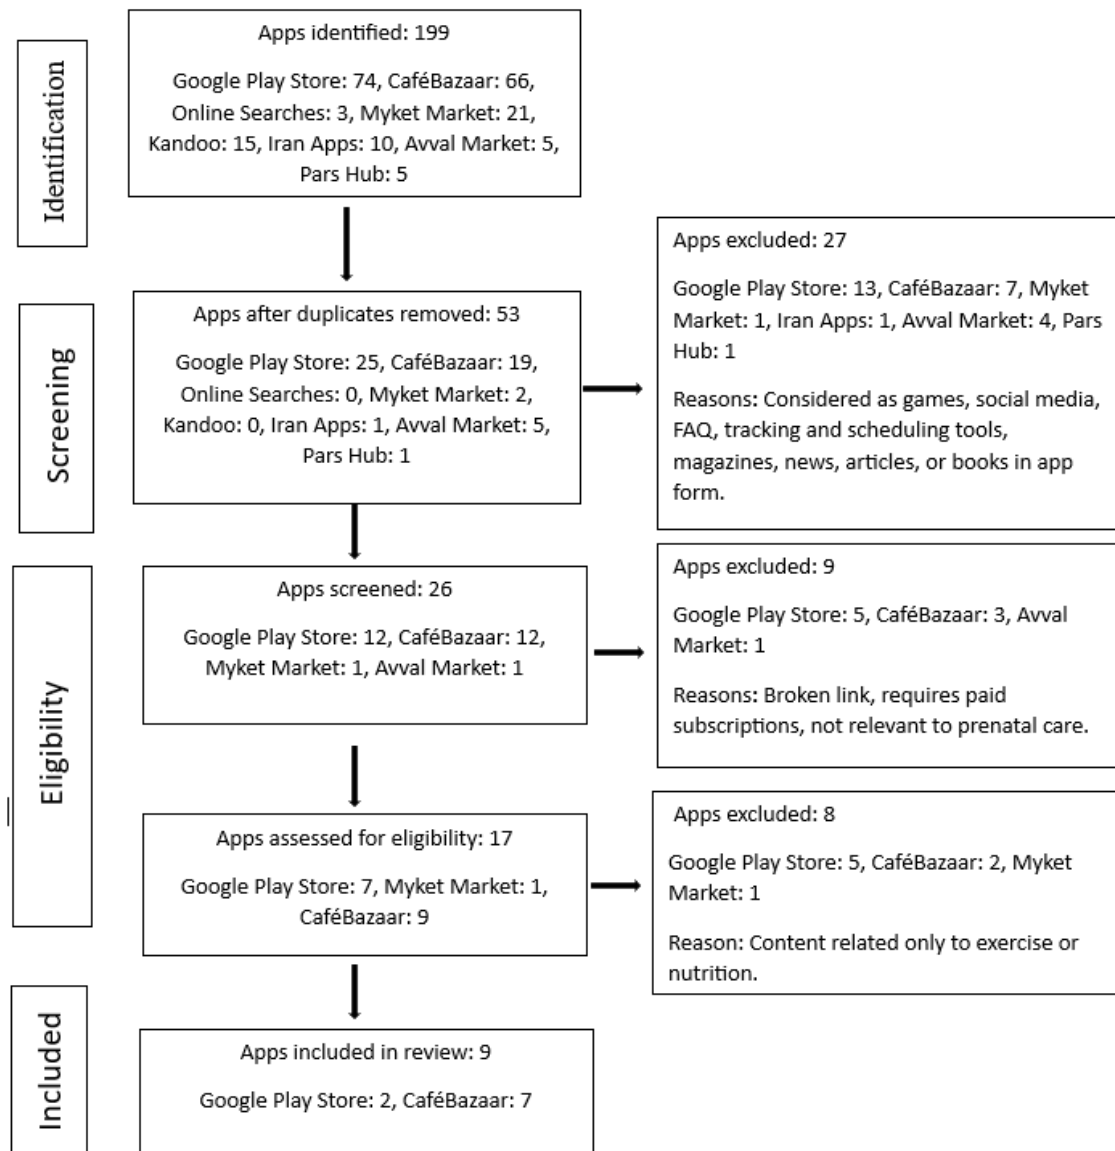 Identification
Apps identified: 199
Google Play Store: 74, CaféBazaar: 66,
Online Searches: 3, Myket Market: 21,
Kandoo: 15, Iran Apps: 10, Avval Market: 5,
Pars Hub: 5
Screening
Apps after duplicates removed: 53
Google Play Store: 25, CaféBazaar: 19,
Online Searches: 0, Myket Market: 2,
Kandoo: 0, Iran Apps: 1, Avval Market: 5,
Pars Hub: 1
Apps excluded: 27
Google Play Store: 13, CaféBazaar: 7, Myket
Market: 1, Iran Apps: 1, Avval Market: 4, Pars
Hub: 1
Reasons: Considered as games, social media,
FAQ, tracking and scheduling tools,
magazines, news, articles, or books in app
form.
Eligibility
Apps screened: 26
Google Play Store: 12, CaféBazaar: 12,
Myket Market: 1, Avval Market: 1
Apps excluded: 9
Google Play Store: 5, CaféBazaar: 3, Avval
Market: 1
Reasons: Broken link, requires paid
subscriptions, not relevant to prenatal care.
Apps assessed for eligibility: 17
Google Play Store: 7, Myket Market: 1,
CaféBazaar: 9
Apps excluded: 8
Google Play Store: 5, CaféBazaar: 2, Myket
Market: 1
Reason: Content related only to exercise or
nutrition.
Included
Apps included in review: 9
Google Play Store: 2, CaféBazaar: 7